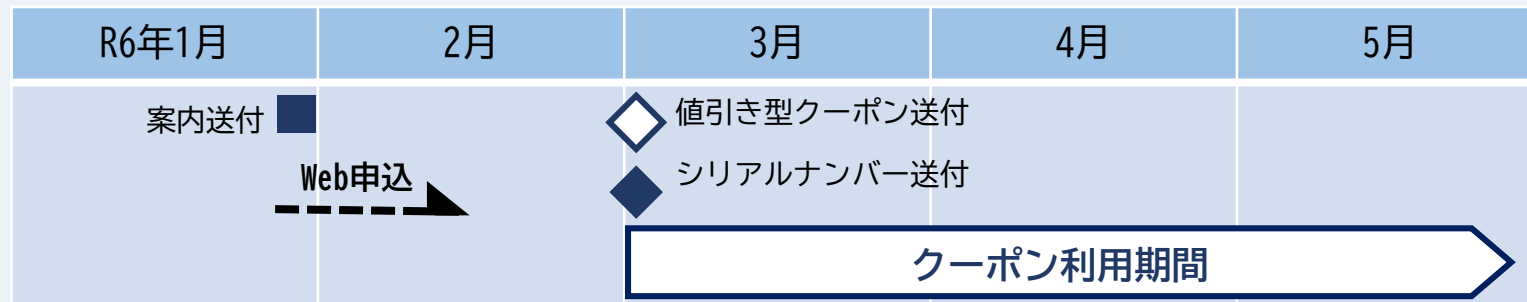 R6年1月 2月 3月 4月 5月
案内送付
値引き型クーポン送付
Web申込
シリアルナンバー送付
クーポン利用期間